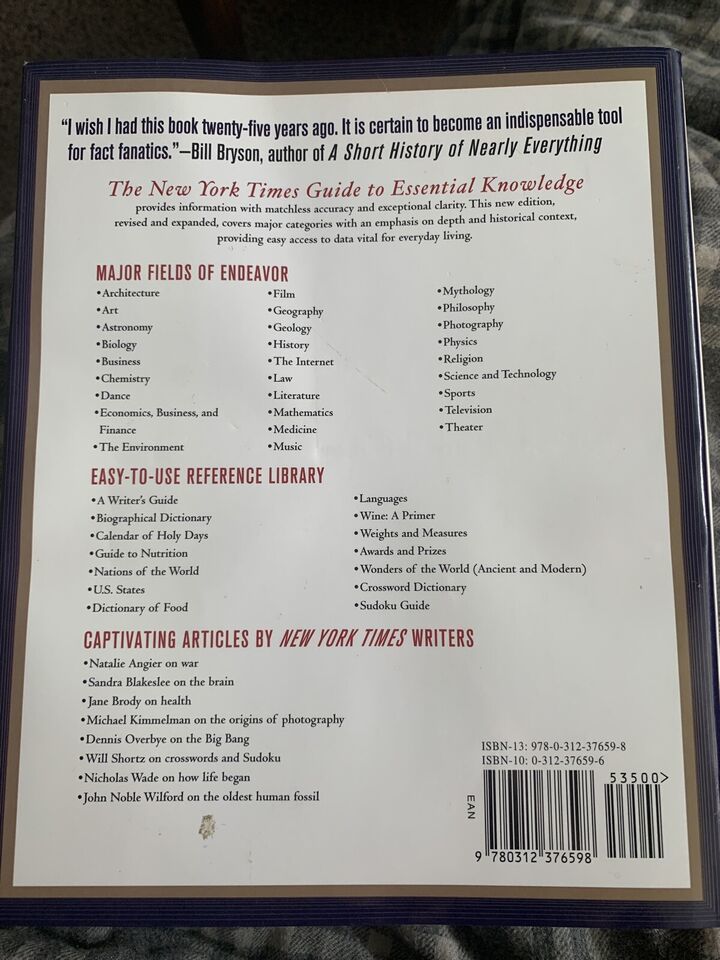 “I wish I had this book twenty-five years ago. It is certain to become an indispensable tool
for fact fanatics.”—Bill Bryson, author of A Short History of Nearly Everything
The New York Times Guide to Essential Knowledge
provides information with matchless accuracy and exceptional clarity. This new edition,
revised and expanded, covers major categories with an emphasis on depth and historical context,
providing easy access to data vital for everyday living.
MAJOR FIELDS OF ENDEAVOR
•Architecture
•Art
•Astronomy
•Biology
•Business
•Chemistry
•Dance
•Economics, Business, and
Finance
•The Environment
•Film
•Geography
•Geology
•History
•The Internet
•Law
•Literature
•Mathematics
•Medicine
•Music
•Mythology
•Philosophy
•Photography
•Physics
•Religion
•Science and Technology
•Sports
•Television
•Theater
EASY-TO-USE REFERENCE LIBRARY
•A Writer's Guide
•Biographical Dictionary
•Calendar of Holy Days
•Guide to Nutrition
•Nations of the World
•U.S. States
•Dictionary of Food
•Languages
•Wine: A Primer
•Weights and Measures
•Awards and Prizes
•Wonders of the World (Ancient and Modern)
•Crossword Dictionary
•Sudoku Guide
CAPTIVATING ARTICLES BY NEW YORK TIMES WRITERS
•Natalie Angier on war
•Sandra Blakeslee on the brain
•Jane Brody on health
•Michael Kimmelman on the origins of photography
•Dennis Overbye on the Big Bang
•Will Shortz on crosswords and Sudoku
•Nicholas Wade on how life began
•John Noble Wilford on the oldest human fossil
ISBN-13: 978-0-312-37659-8
ISBN-10: 0-312-37659-6
53500>
EAN
9 780312 376598